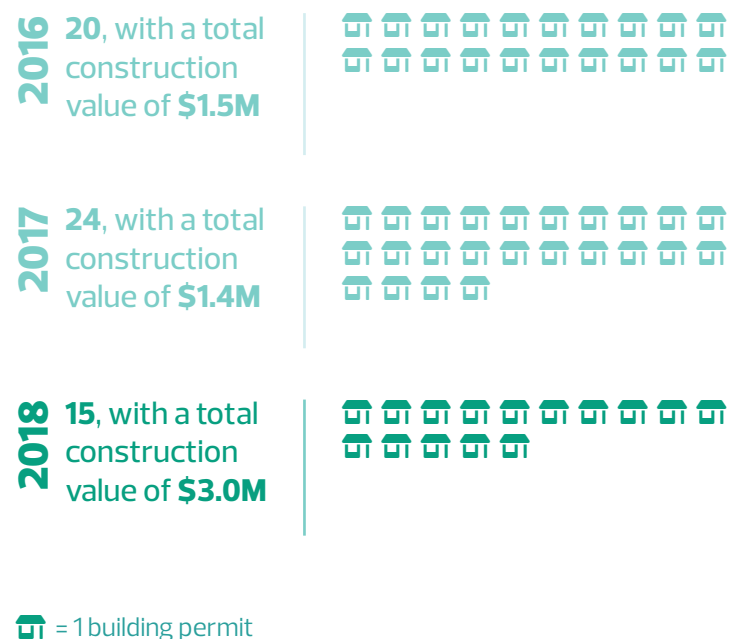 2016
20, with a total
construction
value of $1.5M
2017
24, with a total
construction
value of $1.4M
2018
15, with a total
construction
value of $3.0M
= 1 building permit